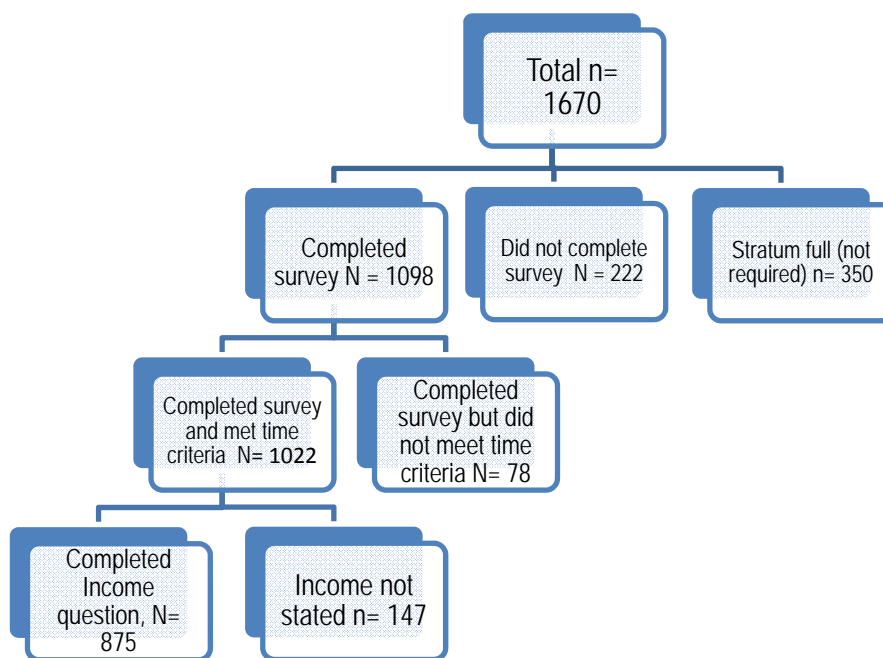 Total n=
1670
Completed
survey N = 1098
Did not complete
survey N = 222
Stratum full (not
required) n= 350
Completed survey
and met time
criteria N= 1022
Completed
survey but did
not meet time
criteria N= 78
Completed
Income
question, N=
875
Income not
stated n= 147